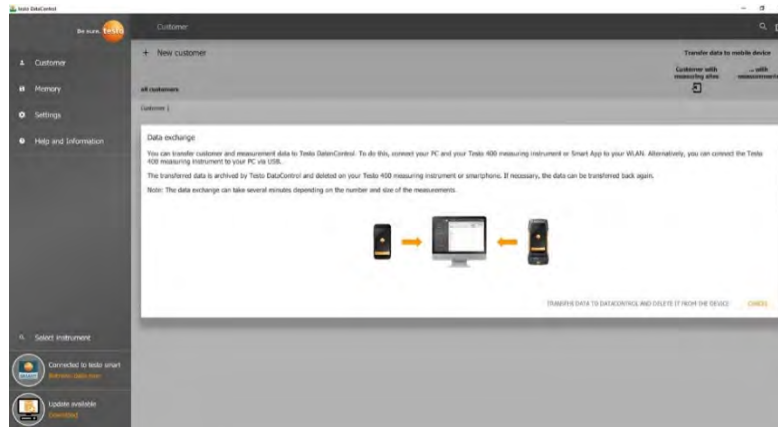 testo DataControl
Be sure. testo
Customer
+ New customer
Transfer data to mobile device
Customer with measuring sites
... with measurements
all customers
Customer 1
Customer
Memory
Settings
Help and Information
Data exchange
You can transfer customer and measurement data to Testo DataControl. To do this, connect your PC and your Testo 400 measuring instrument or Smart App to your WLAN. Alternatively, you can connect the Testo
400 measuring instrument to your PC via USB.
The transferred data is archived by Testo DataControl and deleted on your Testo 400 measuring instrument or smartphone. If necessary, the data can be transferred back again.
Note: The data exchange can take several minutes depending on the number and size of the measurements.
TRANSFER DATA TO DATACONTROL AND DELETE IT FROM THE DEVICE
CANCEL
Select instrument
Connected to testo smart
Update available
Download